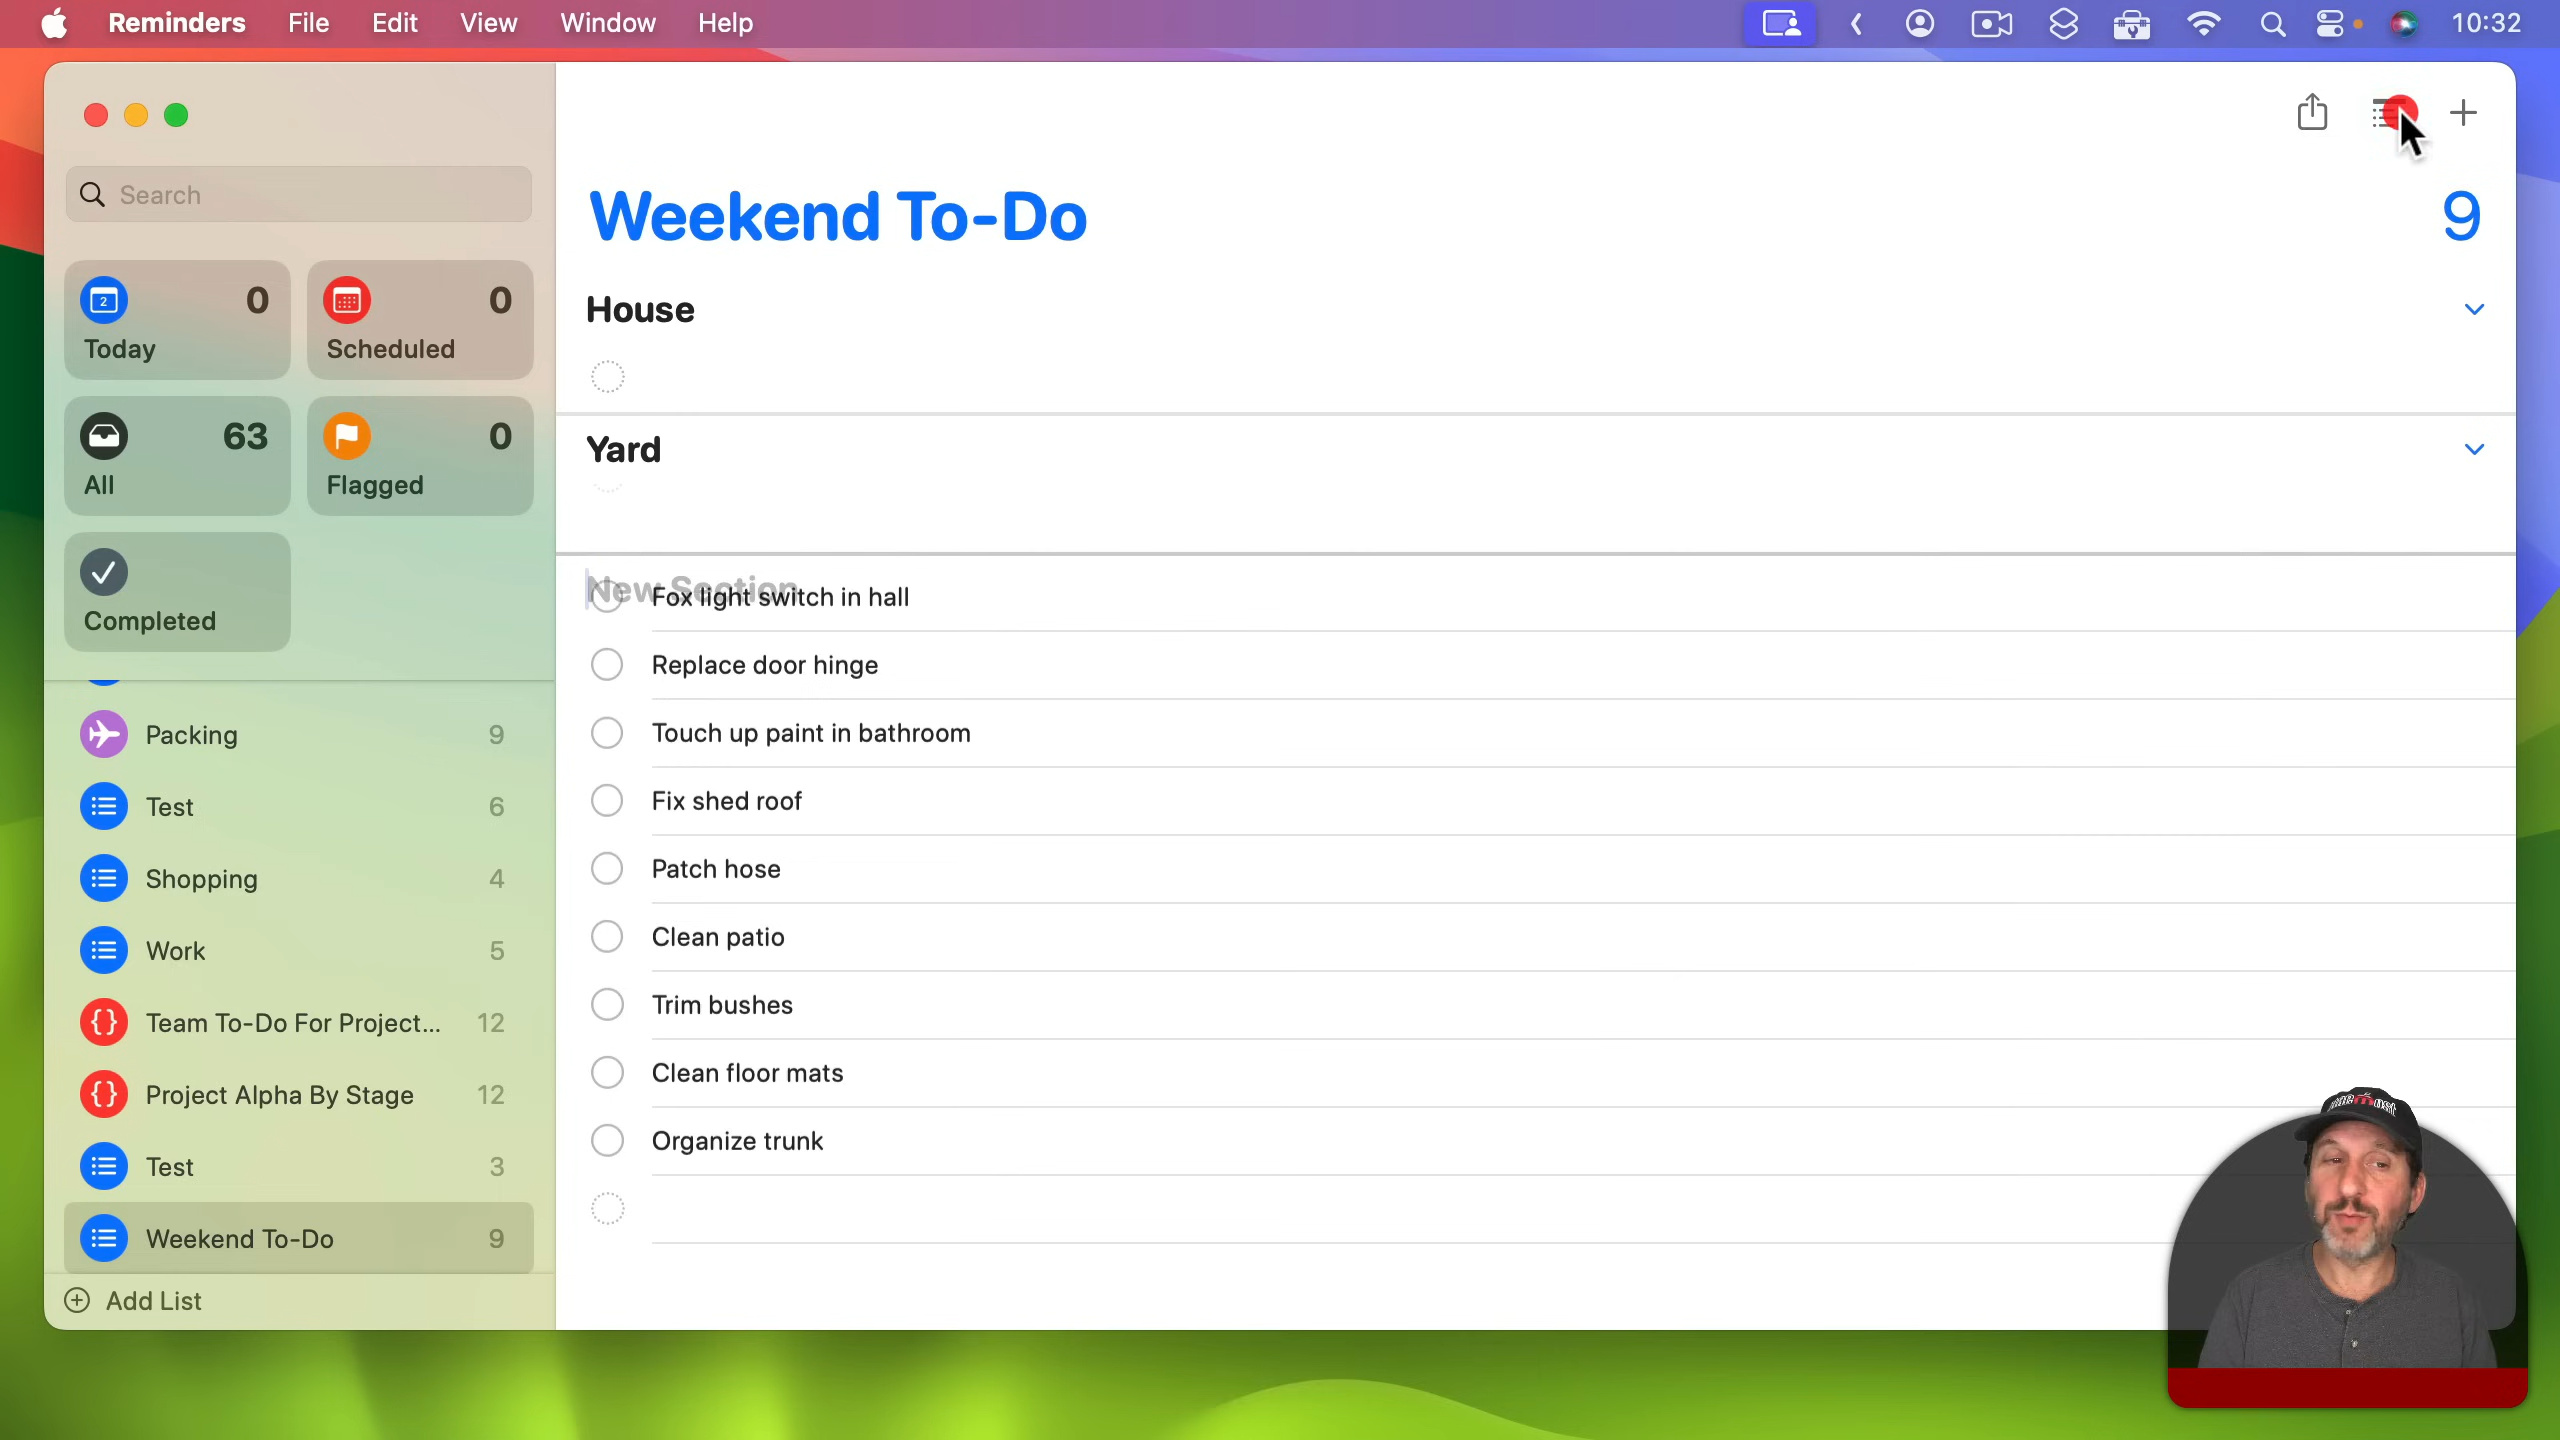 Reminders File Edit View Window Help 10:32
Search
2 0
Today
0
Scheduled
63
All
0
Flagged
Completed
Packing 9
Test 6
Shopping 4
Work 5
Team To-Do For Project... 12
Project Alpha By Stage 12
Test 3
Weekend To-Do 9
Add List
Weekend To-Do 9
House
Yard
New Section
Fox light switch in hall
Replace door hinge
Touch up paint in bathroom
Fix shed roof
Patch hose
Clean patio
Trim bushes
Clean floor mats
Organize trunk